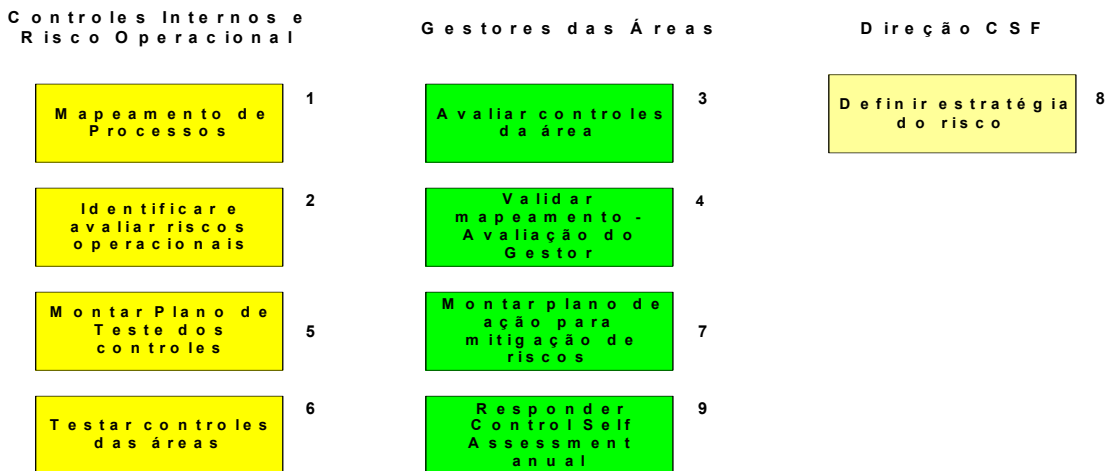 Controles Internos e
Risco Operacional
Mapeamento de
Processos
1
Identificar e
avaliar riscos
operacionais
2
Montar Plano de
Teste dos
controles
5
Testar controles
das áreas
6
Gestores das Áreas
Avaliar controles
da área
3
Validar
mapeamento -
Avaliação do
Gestor
4
Montar plano de
ação para
mitigação de
riscos
7
Responder
Control Self
Assessment
anual
9
Direção CSF
Definir estratégia
do risco
8